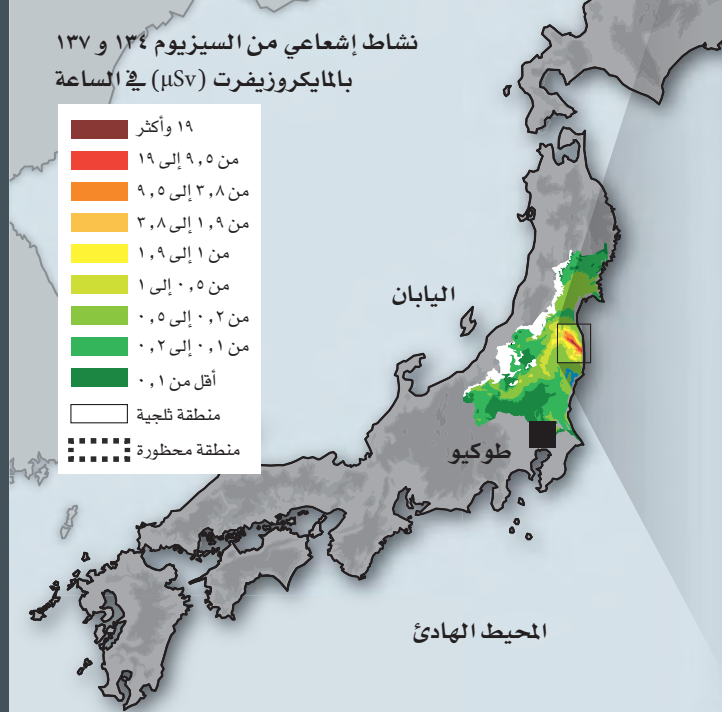 نشاط إشعاعي من السيزيوم ١٣٤ و ١٣٧
بالمايكروزيفرت (µSv) في الساعة
١٩ وأكثر
من ٩,٥ إلى ١٩
من ٣,٨ إلى ٩,٥
من ١,٩ إلى ٣,٨
من ١ إلى ١,٩
من ٠,٥ إلى ١
من ٠,٢ إلى ٠,٥
من ٠,١ إلى ٠,٢
أقل من ٠,١
منطقة ثلجية
منطقة محظورة
اليابان
طوكيو
المحيط الهادئ